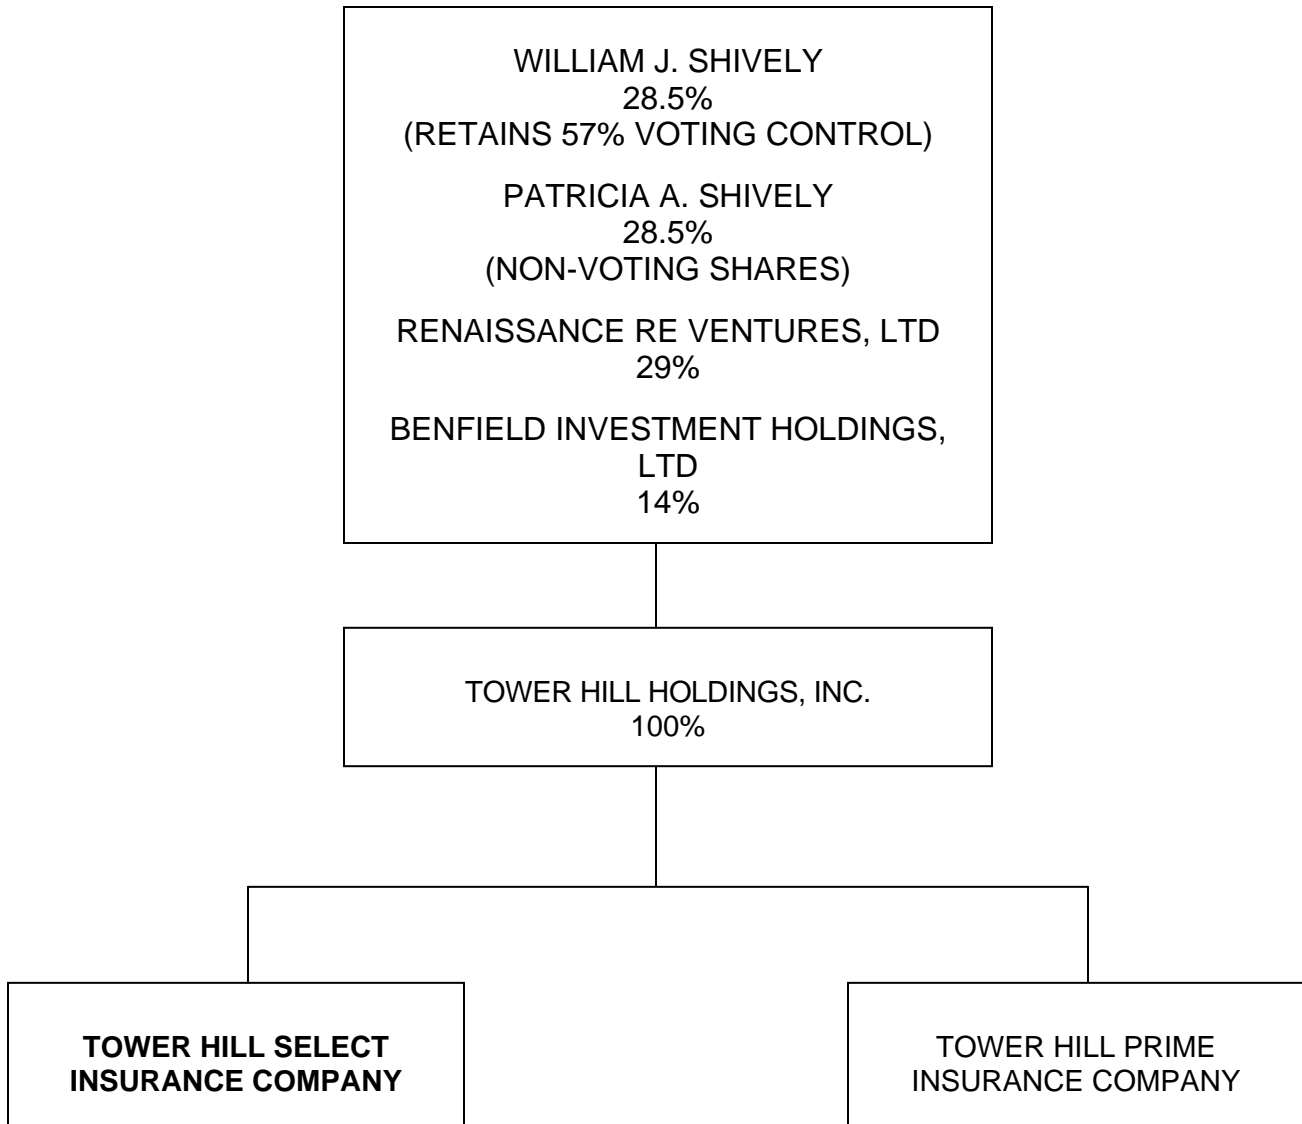 WILLIAM J. SHIVELY
28.5%
(RETAINS 57% VOTING CONTROL)
PATRICIA A. SHIVELY
28.5%
(NON-VOTING SHARES)
RENAISSANCE RE VENTURES, LTD
29%
BENFIELD INVESTMENT HOLDINGS,
LTD
14%
TOWER HILL HOLDINGS, INC.
100%
TOWER HILL SELECT
INSURANCE COMPANY
TOWER HILL PRIME
INSURANCE COMPANY